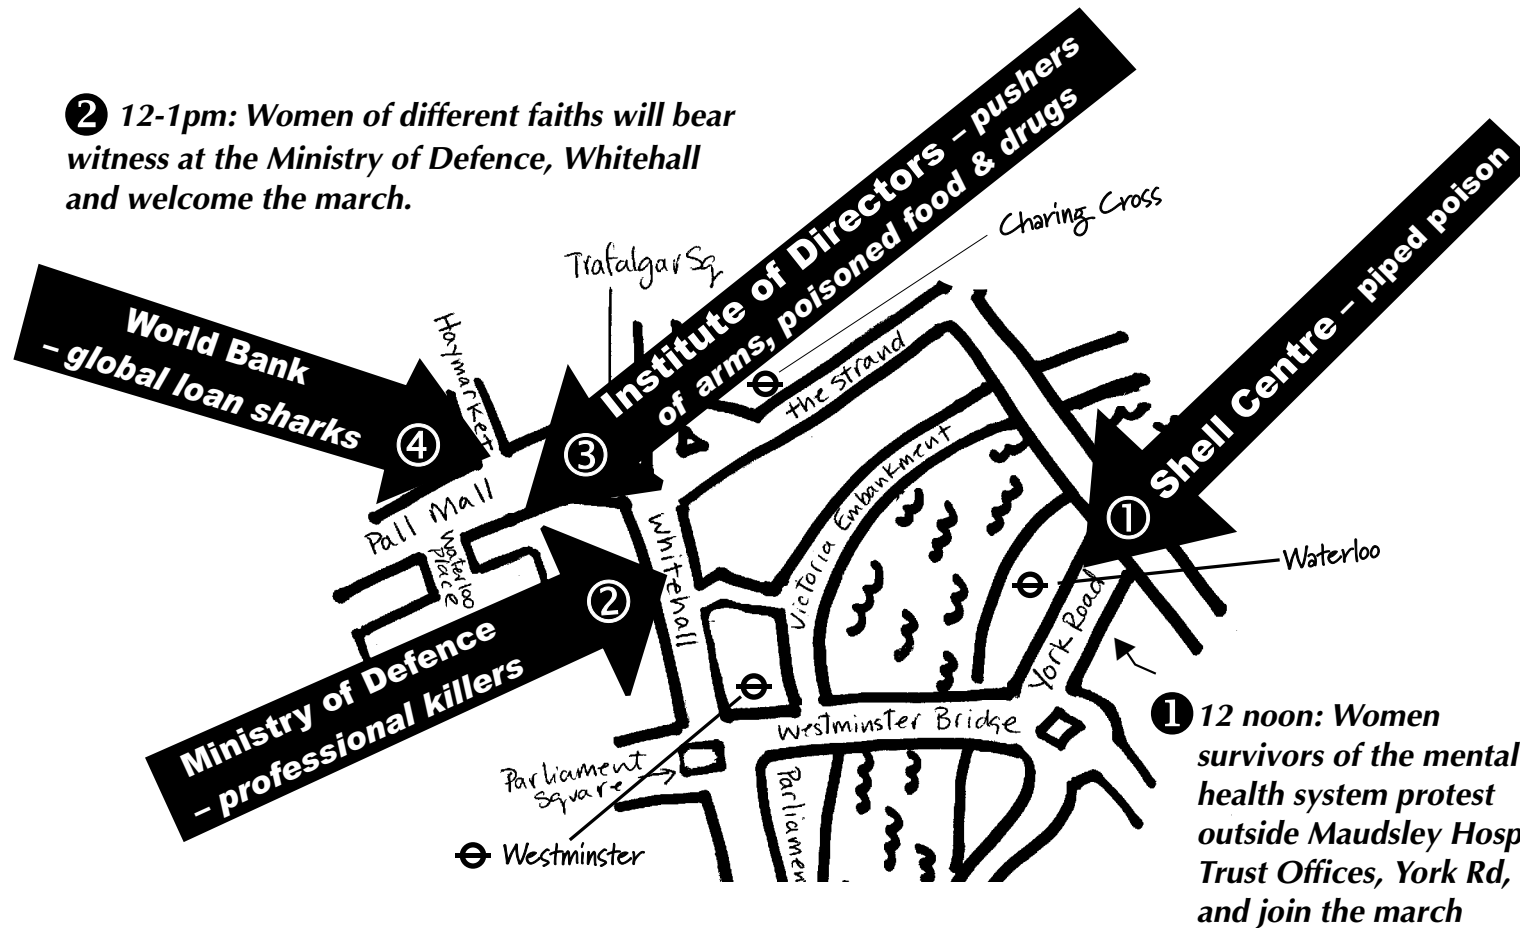 ❷ 12-1pm: Women of different faiths will bear
witness at the Ministry of Defence, Whitehall
and welcome the march.
Institute of Directors – pushers
of arms, poisoned food & drugs
Shell Centre – piped poison
Charing Cross
Trafalgar Sq
World Bank
– global loan sharks
Haymarket
the strand
④
③
①
Pall Mall
Waterloo
Place
Whitehall
Victoria Embankment
Waterloo
②
York Road
Ministry of Defence
– professional killers
Westminster Bridge
Parliament
Square
Parliamen
Westminster
❶ 12 noon: Women
survivors of the mental
health system protest
outside Maudsley Hosp
Trust Offices, York Rd,
and join the march